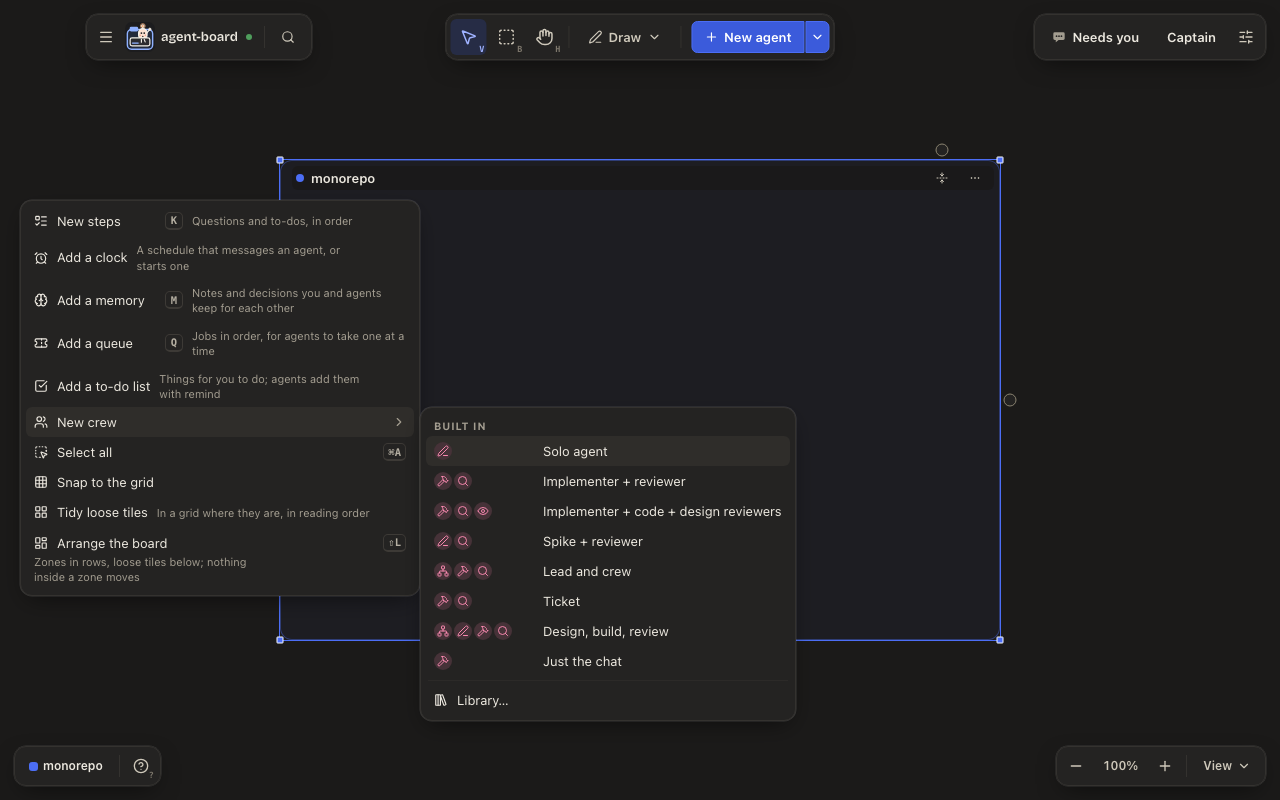 agent-board
V
B
H
Draw
New agent
Needs you
Captain
monorepo
New steps
K
Questions and to-dos, in order
Add a clock
A schedule that messages an agent, or
starts one
Add a memory
M
Notes and decisions you and agents
keep for each other
Add a queue
Q
Jobs in order, for agents to take one at a
time
Add a to-do list
Things for you to do; agents add them
with remind
New crew
Select all
⌘A
Snap to the grid
Tidy loose tiles
In a grid where they are, in reading order
Arrange the board
⇧L
Zones in rows, loose tiles below; nothing
inside a zone moves
BUILT IN
Solo agent
Implementer + reviewer
Implementer + code + design reviewers
Spike + reviewer
Lead and crew
Ticket
Design, build, review
Just the chat
Library...
monorepo
?
100%
View